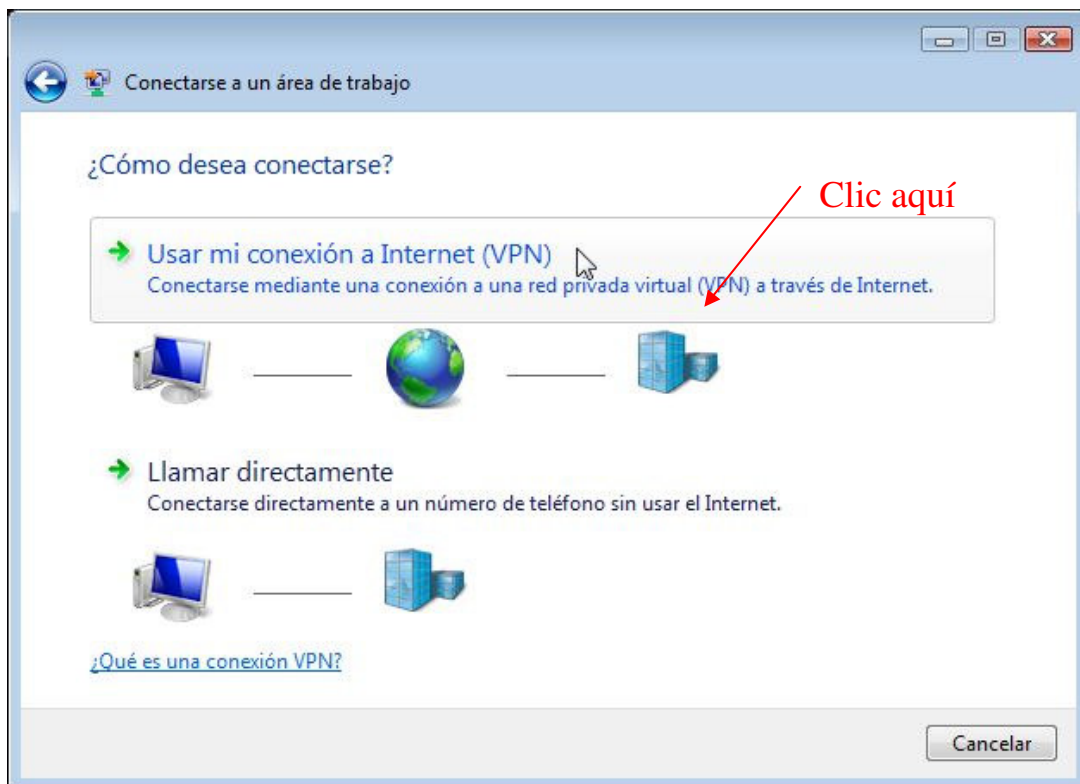 Conectarse a un área de trabajo
¿Cómo desea conectarse?
Clic aquí
Usar mi conexión a Internet (VPN)
Conectarse mediante una conexión a una red privada virtual (VPN) a través de Internet.
Llamar directamente
Conectarse directamente a un número de teléfono sin usar el Internet.
¿Qué es una conexión VPN?
Cancelar